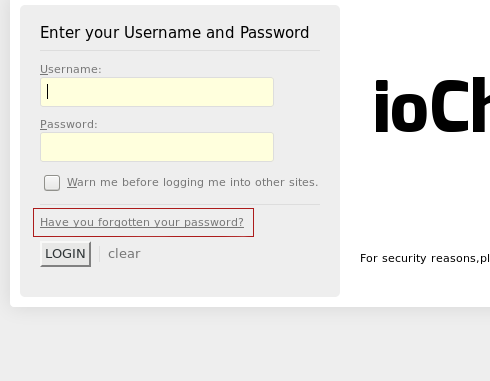 Enter your Username and Password
Username:
Password:
Warn me before logging me into other sites.
Have you forgotten your password?
LOGIN
clear
ioCh
For security reasons,pl